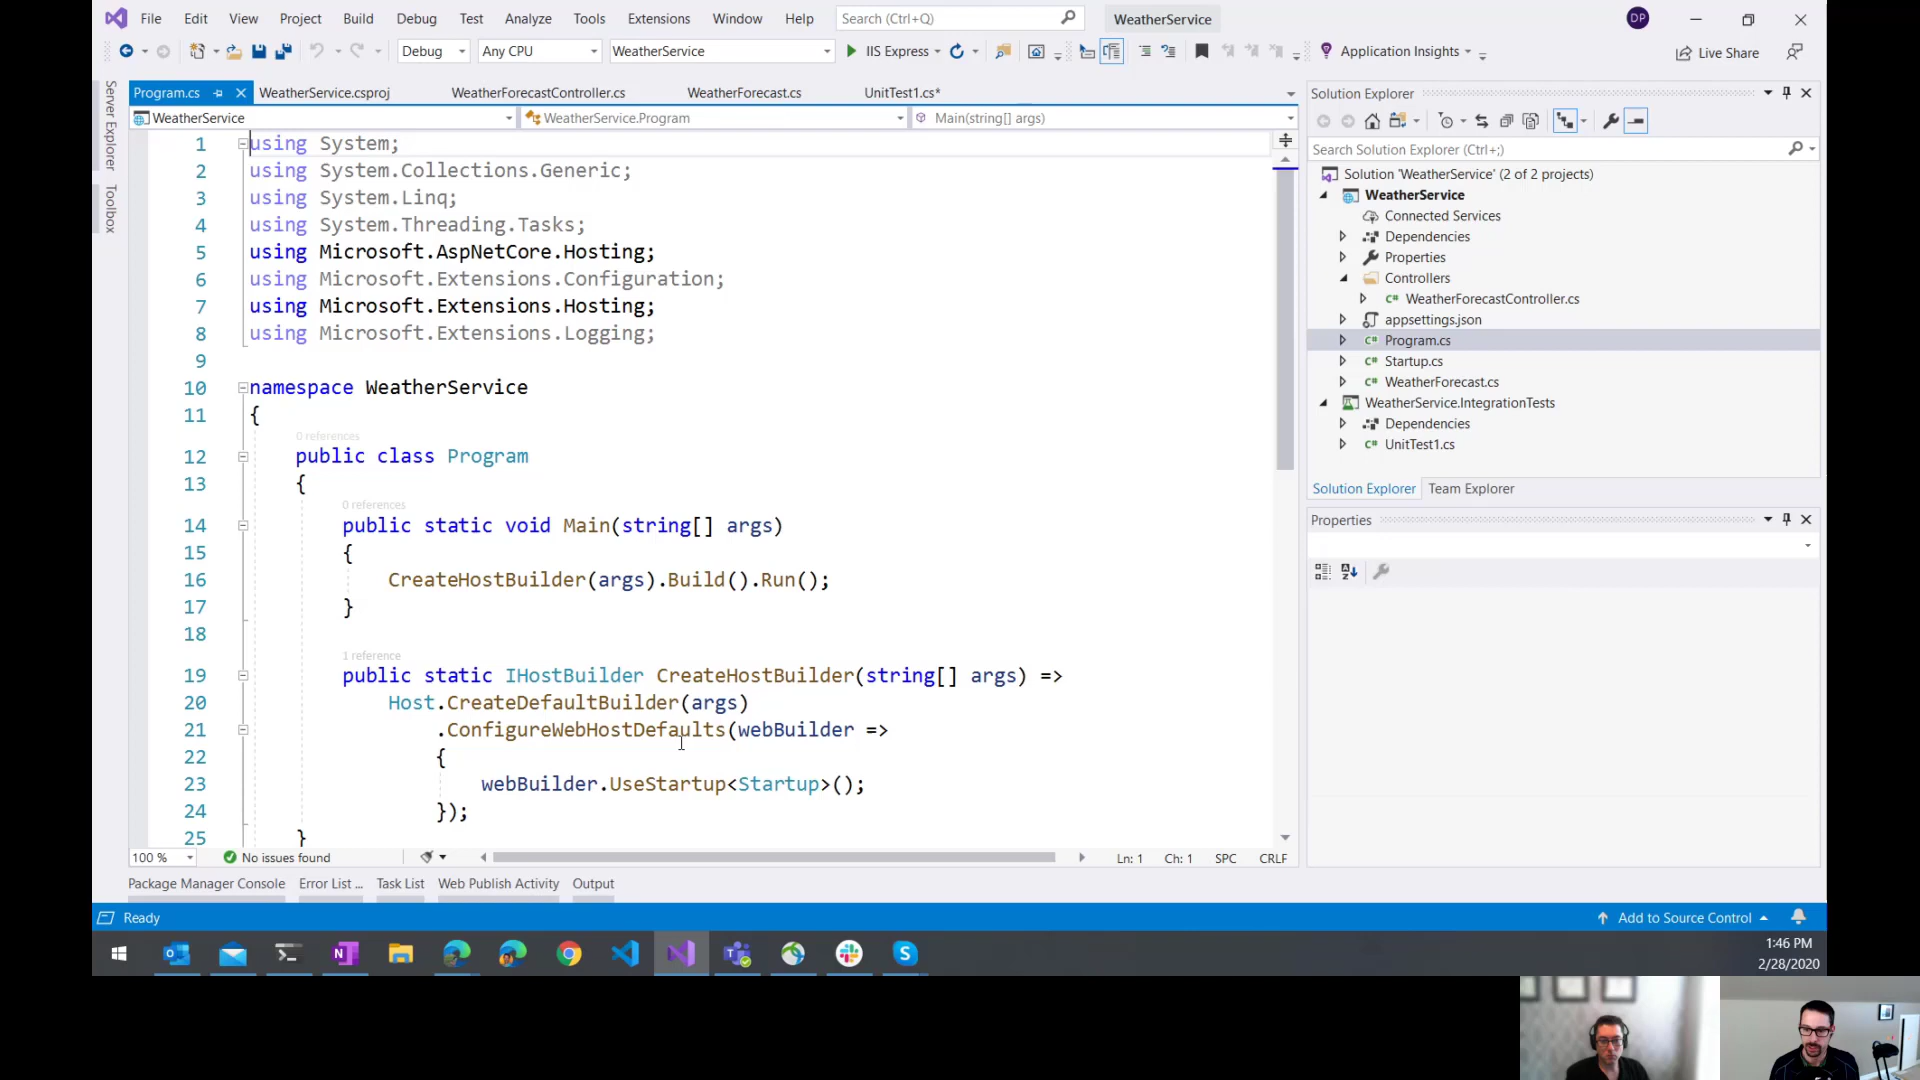 File Edit View Project Build Debug Test Analyze Tools Extensions Window Help Search (Ctrl+Q) WeatherService DP
Debug Any CPU WeatherService IIS Express Application Insights Live Share
Server Explorer
Toolbox
Program.cs WeatherService.csproj WeatherForecastController.cs WeatherForecast.cs UnitTest1.cs*
WeatherService WeatherService.Program Main(string[] args)
1 using System;
2 using System.Collections.Generic;
3 using System.Linq;
4 using System.Threading.Tasks;
5 using Microsoft.AspNetCore.Hosting;
6 using Microsoft.Extensions.Configuration;
7 using Microsoft.Extensions.Hosting;
8 using Microsoft.Extensions.Logging;
9
10 namespace WeatherService
11 {
0 references
12 public class Program
13 {
0 references
14 public static void Main(string[] args)
15 {
16 CreateHostBuilder(args).Build().Run();
17 }
18
1 reference
19 public static IHostBuilder CreateHostBuilder(string[] args) =>
20 Host.CreateDefaultBuilder(args)
21 .ConfigureWebHostDefaults(webBuilder =>
22 {
23 webBuilder.UseStartup<Startup>();
24 });
25 }
100 % No issues found Ln: 1 Ch: 1 SPC CRLF
Solution Explorer
Search Solution Explorer (Ctrl+;)
Solution 'WeatherService' (2 of 2 projects)
WeatherService
Connected Services
Dependencies
Properties
Controllers
C# WeatherForecastController.cs
appsettings.json
C# Program.cs
C# Startup.cs
C# WeatherForecast.cs
WeatherService.IntegrationTests
Dependencies
C# UnitTest1.cs
Solution Explorer Team Explorer
Properties
Package Manager Console Error List ... Task List Web Publish Activity Output
Ready Add to Source Control
1:46 PM
2/28/2020